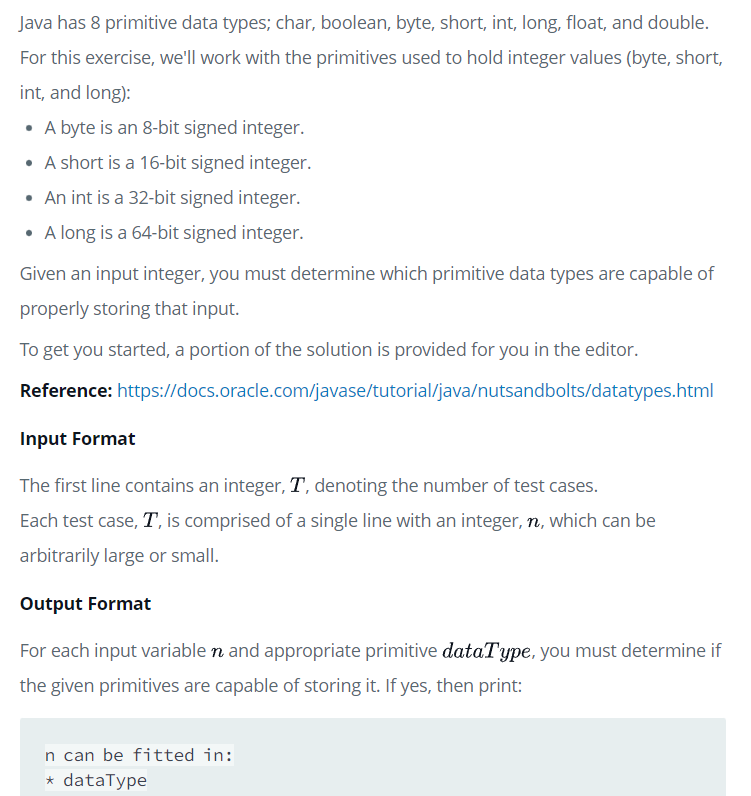 Java has 8 primitive data types; char, boolean, byte, short, int, long, float, and double.
For this exercise, we'll work with the primitives used to hold integer values (byte, short,
int, and long):
• A byte is an 8-bit signed integer.
• A short is a 16-bit signed integer.
• An int is a 32-bit signed integer.
• A long is a 64-bit signed integer.
Given an input integer, you must determine which primitive data types are capable of
properly storing that input.
To get you started, a portion of the solution is provided for you in the editor.
Reference: https://docs.oracle.com/javase/tutorial/java/nutsandbolts/datatypes.html
Input Format
The first line contains an integer, T, denoting the number of test cases.
Each test case, T, is comprised of a single line with an integer, n, which can be
arbitrarily large or small.
Output Format
For each input variable n and appropriate primitive dataType, you must determine if
the given primitives are capable of storing it. If yes, then print:
n can be fitted in:
* dataType